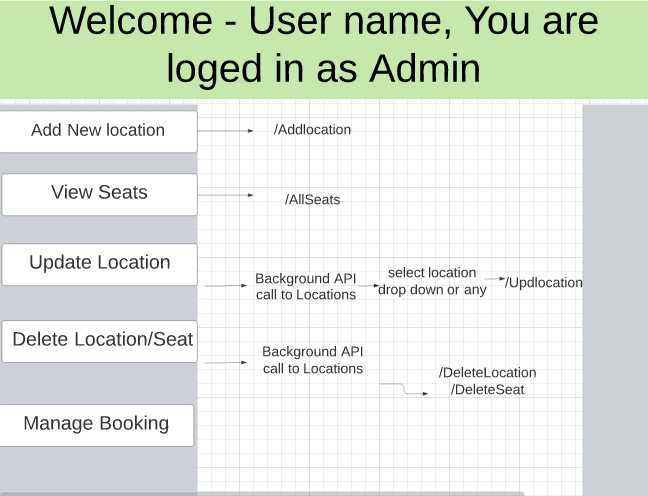 Welcome - User name, You are
loged in as Admin
Add New location
/Addlocation
View Seats
/AllSeats
Update Location
Background API
call to Locations
select location
drop down or any
/Updlocation
Delete Location/Seat
Background API
call to Locations
/DeleteLocation
/DeleteSeat
Manage Booking